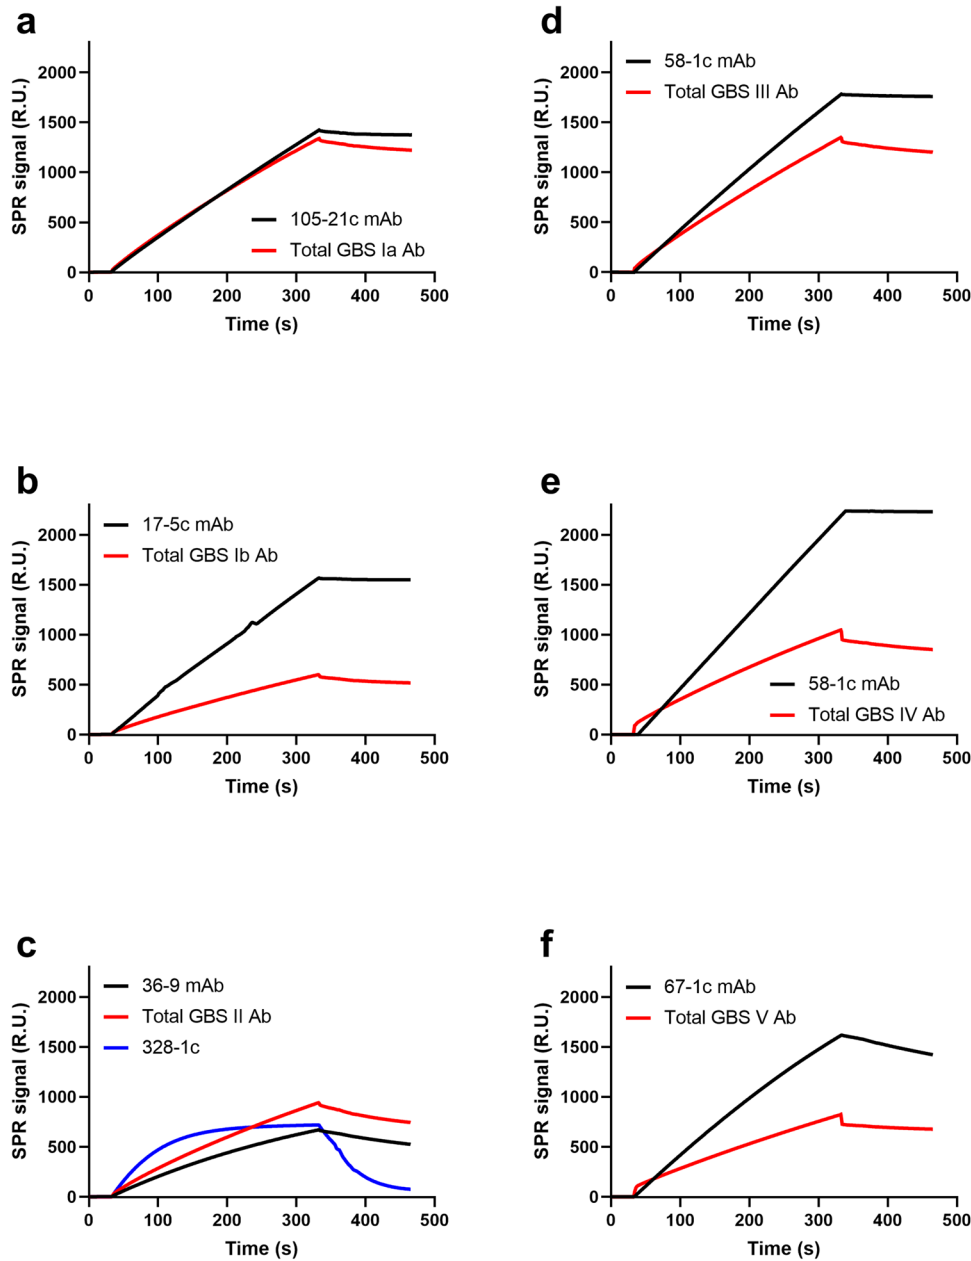 a
SPR signal (R.U.)
2000
1500
1000
500
0
105-21c mAb
Total GBS Ia Ab
0 100 200 300 400 500
Time (s)
d
SPR signal (R.U.)
2000
1500
1000
500
0
58-1c mAb
Total GBS III Ab
0 100 200 300 400 500
Time (s)
b
SPR signal (R.U.)
2000
1500
1000
500
0
17-5c mAb
Total GBS Ib Ab
0 100 200 300 400 500
Time (s)
e
SPR signal (R.U.)
2000
1500
1000
500
0
58-1c mAb
Total GBS IV Ab
0 100 200 300 400 500
Time (s)
c
SPR signal (R.U.)
2000
1500
1000
500
0
36-9 mAb
Total GBS II Ab
328-1c
0 100 200 300 400 500
Time (s)
f
SPR signal (R.U.)
2000
1500
1000
500
0
67-1c mAb
Total GBS V Ab
0 100 200 300 400 500
Time (s)